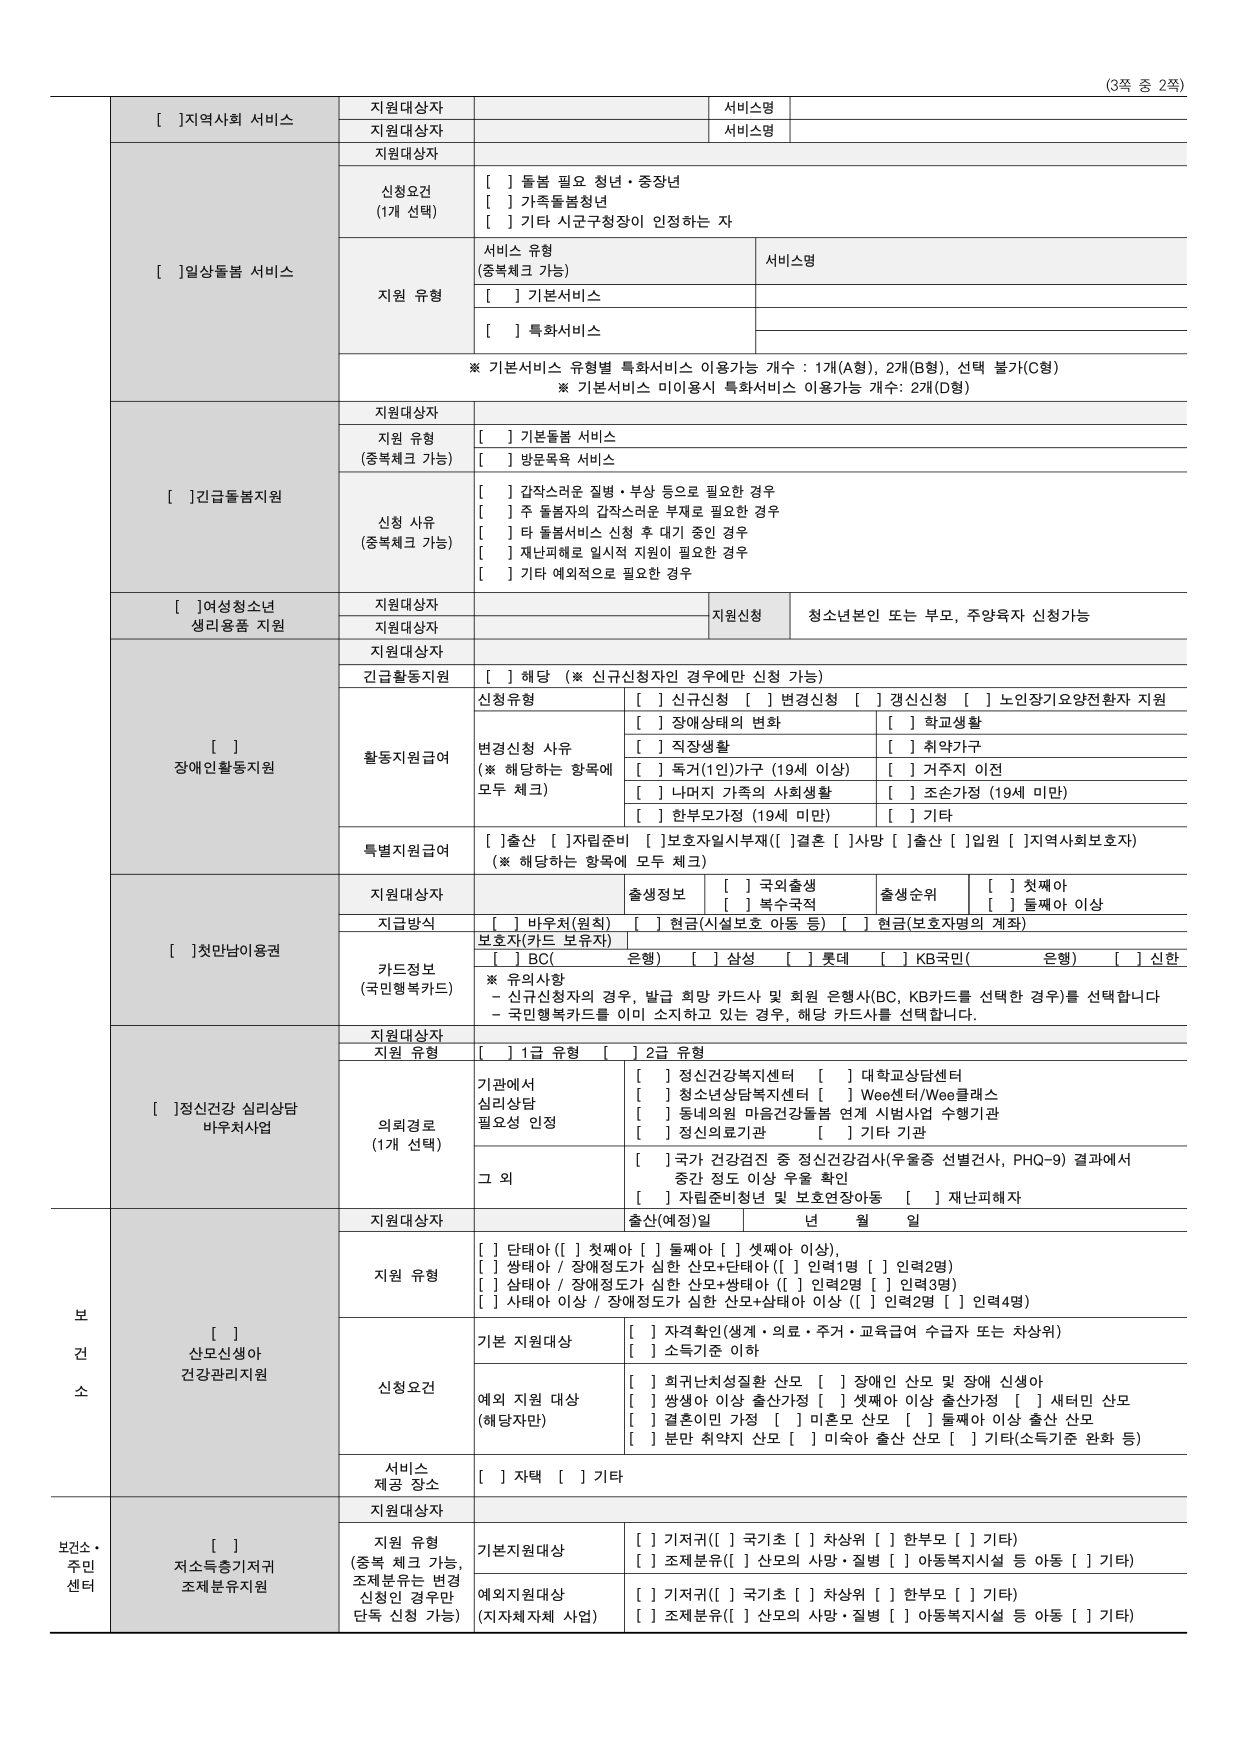 (3쪽 중 2쪽)
[ ]지역사회 서비스
지원대상자 서비스명
지원대상자 서비스명
[ ]일상돌봄 서비스
지원대상자
신청요건
(1개 선택)
[ ] 돌봄 필요 청년・중장년
[ ] 가족돌봄청년
[ ] 기타 시군구청장이 인정하는 자
지원 유형
서비스 유형
(중복체크 가능)
서비스명
[ ] 기본서비스
[ ] 특화서비스
※ 기본서비스 유형별 특화서비스 이용가능 개수 : 1개(A형), 2개(B형), 선택 불가(C형)
※ 기본서비스 미이용시 특화서비스 이용가능 개수: 2개(D형)
[ ]긴급돌봄지원
지원대상자
지원 유형
(중복체크 가능)
[ ] 기본돌봄 서비스
[ ] 방문목욕 서비스
신청 사유
(중복체크 가능)
[ ] 갑작스러운 질병・부상 등으로 필요한 경우
[ ] 주 돌봄자의 갑작스러운 부재로 필요한 경우
[ ] 타 돌봄서비스 신청 후 대기 중인 경우
[ ] 재난피해로 일시적 지원이 필요한 경우
[ ] 기타 예외적으로 필요한 경우
[ ]여성청소년
생리용품 지원
지원대상자
지원대상자
지원신청
청소년본인 또는 부모, 주양육자 신청가능
[ ]
장애인활동지원
지원대상자
긴급활동지원 [ ] 해당 (※ 신규신청자인 경우에만 신청 가능)
활동지원급여
신청유형 [ ] 신규신청 [ ] 변경신청 [ ] 갱신신청 [ ] 노인장기요양전환자 지원
변경신청 사유
(※ 해당하는 항목에
모두 체크)
[ ] 장애상태의 변화 [ ] 학교생활
[ ] 직장생활 [ ] 취약가구
[ ] 독거(1인)가구 (19세 이상) [ ] 거주지 이전
[ ] 나머지 가족의 사회생활 [ ] 조손가정 (19세 미만)
[ ] 한부모가정 (19세 미만) [ ] 기타
특별지원급여
[ ]출산 [ ]자립준비 [ ]보호자일시부재([ ]결혼 [ ]사망 [ ]출산 [ ]입원 [ ]지역사회보호자)
(※ 해당하는 항목에 모두 체크)
[ ]첫만남이용권
지원대상자
출생정보
[ ] 국외출생
[ ] 복수국적
출생순위
[ ] 첫째아
[ ] 둘째아 이상
지급방식 [ ] 바우처(원칙) [ ] 현금(시설보호 아동 등) [ ] 현금(보호자명의 계좌)
카드정보
(국민행복카드)
보호자(카드 보유자)
[ ] BC( 은행) [ ] 삼성 [ ] 롯데 [ ] KB국민( 은행) [ ] 신한
※ 유의사항
– 신규신청자의 경우, 발급 희망 카드사 및 회원 은행사(BC, KB카드를 선택한 경우)를 선택합니다
– 국민행복카드를 이미 소지하고 있는 경우, 해당 카드사를 선택합니다.
[ ]정신건강 심리상담
바우처사업
지원대상자
지원 유형 [ ] 1급 유형 [ ] 2급 유형
의뢰경로
(1개 선택)
기관에서
심리상담
필요성 인정
[ ] 정신건강복지센터 [ ] 대학교상담센터
[ ] 청소년상담복지센터 [ ] Wee센터/Wee클래스
[ ] 동네의원 마음건강돌봄 연계 시범사업 수행기관
[ ] 정신의료기관 [ ] 기타 기관
그 외
[ ]국가 건강검진 중 정신건강검사(우울증 선별건사, PHQ-9) 결과에서
중간 정도 이상 우울 확인
[ ] 자립준비청년 및 보호연장아동 [ ] 재난피해자
보
건
소
[ ]
산모신생아
건강관리지원
지원대상자 출산(예정)일 년 월 일
지원 유형
[ ] 단태아 ([ ] 첫째아 [ ] 둘째아 [ ] 셋째아 이상),
[ ] 쌍태아 / 장애정도가 심한 산모+단태아 ([ ] 인력1명 [ ] 인력2명)
[ ] 삼태아 / 장애정도가 심한 산모+쌍태아 ([ ] 인력2명 [ ] 인력3명)
[ ] 사태아 이상 / 장애정도가 심한 산모+삼태아 이상 ([ ] 인력2명 [ ] 인력4명)
신청요건
기본 지원대상
[ ] 자격확인(생계・의료・주거・교육급여 수급자 또는 차상위)
[ ] 소득기준 이하
예외 지원 대상
(해당자만)
[ ] 희귀난치성질환 산모 [ ] 장애인 산모 및 장애 신생아
[ ] 쌍생아 이상 출산가정 [ ] 셋째아 이상 출산가정 [ ] 새터민 산모
[ ] 결혼이민 가정 [ ] 미혼모 산모 [ ] 둘째아 이상 출산 산모
[ ] 분만 취약지 산모 [ ] 미숙아 출산 산모 [ ] 기타(소득기준 완화 등)
서비스
제공 장소
[ ] 자택 [ ] 기타
보건소・
주민
센터
[ ]
저소득층기저귀
조제분유지원
지원대상자
지원 유형
(중복 체크 가능,
조제분유는 변경
신청인 경우만
단독 신청 가능)
기본지원대상
[ ] 기저귀([ ] 국기초 [ ] 차상위 [ ] 한부모 [ ] 기타)
[ ] 조제분유([ ] 산모의 사망・질병 [ ] 아동복지시설 등 아동 [ ] 기타)
예외지원대상
(지자체자체 사업)
[ ] 기저귀([ ] 국기초 [ ] 차상위 [ ] 한부모 [ ] 기타)
[ ] 조제분유([ ] 산모의 사망・질병 [ ] 아동복지시설 등 아동 [ ] 기타)